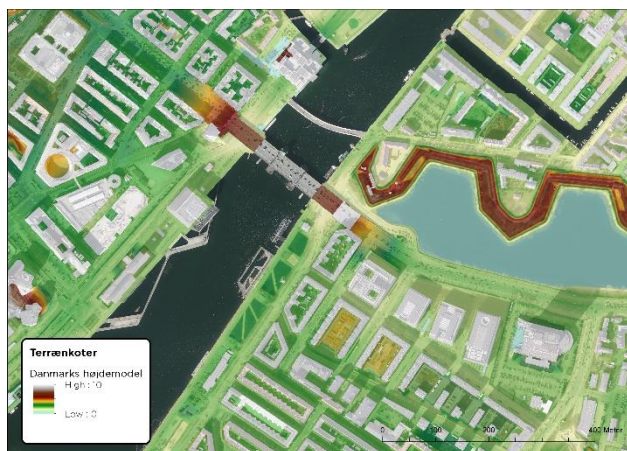 Terrænkoter
Danmarks højdemodel
High : 10
Low : 0
0 100 200 400 Meter